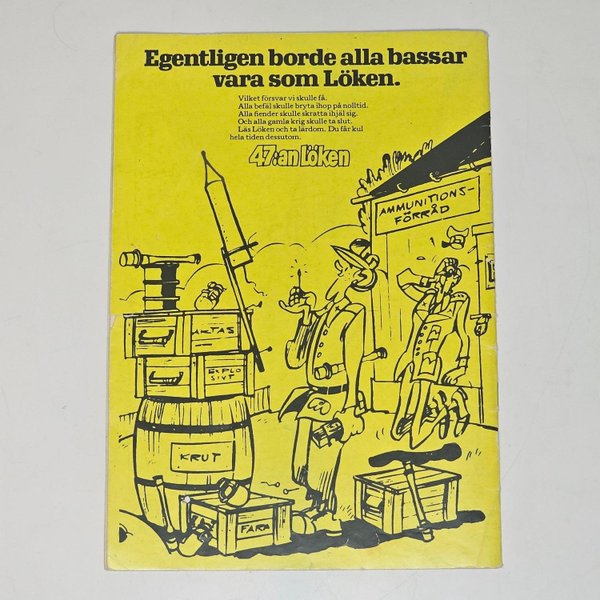 Egentligen borde alla bassar
vara som Löken.
Vilket försvar vi skulle få.
Alla befäl skulle bryta ihop på nolltid.
Alla fiender skulle skratta ihjäl sig.
Och alla gamla krig skulle ta slut.
Läs Löken och ta lärdom. Du får kul
hela tiden dessutom.
47:an Löken
AMMUNITIONS-
FÖRRÅD
AKTAS
EXPLO
SIVT
KRUT
FARA